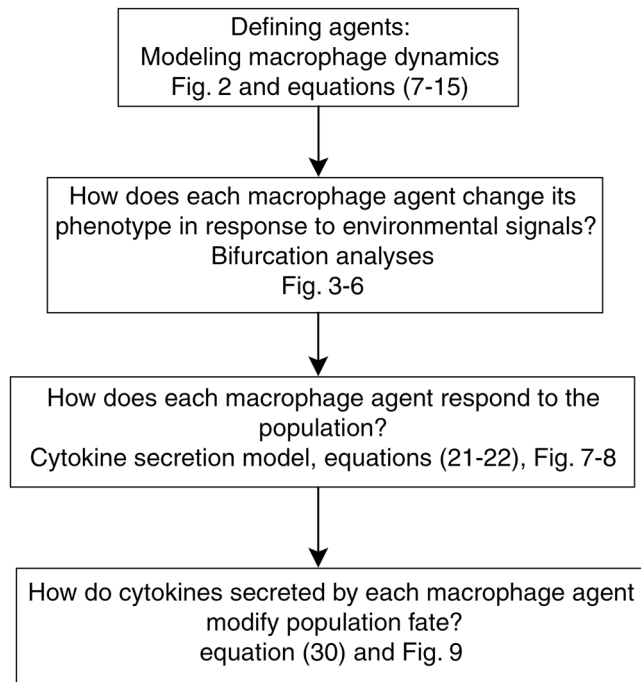 Defining agents:
Modeling macrophage dynamics
Fig. 2 and equations (7-15)
How does each macrophage agent change its
phenotype in response to environmental signals?
Bifurcation analyses
Fig. 3-6
How does each macrophage agent respond to the
population?
Cytokine secretion model, equations (21-22), Fig. 7-8
How do cytokines secreted by each macrophage agent
modify population fate?
equation (30) and Fig. 9